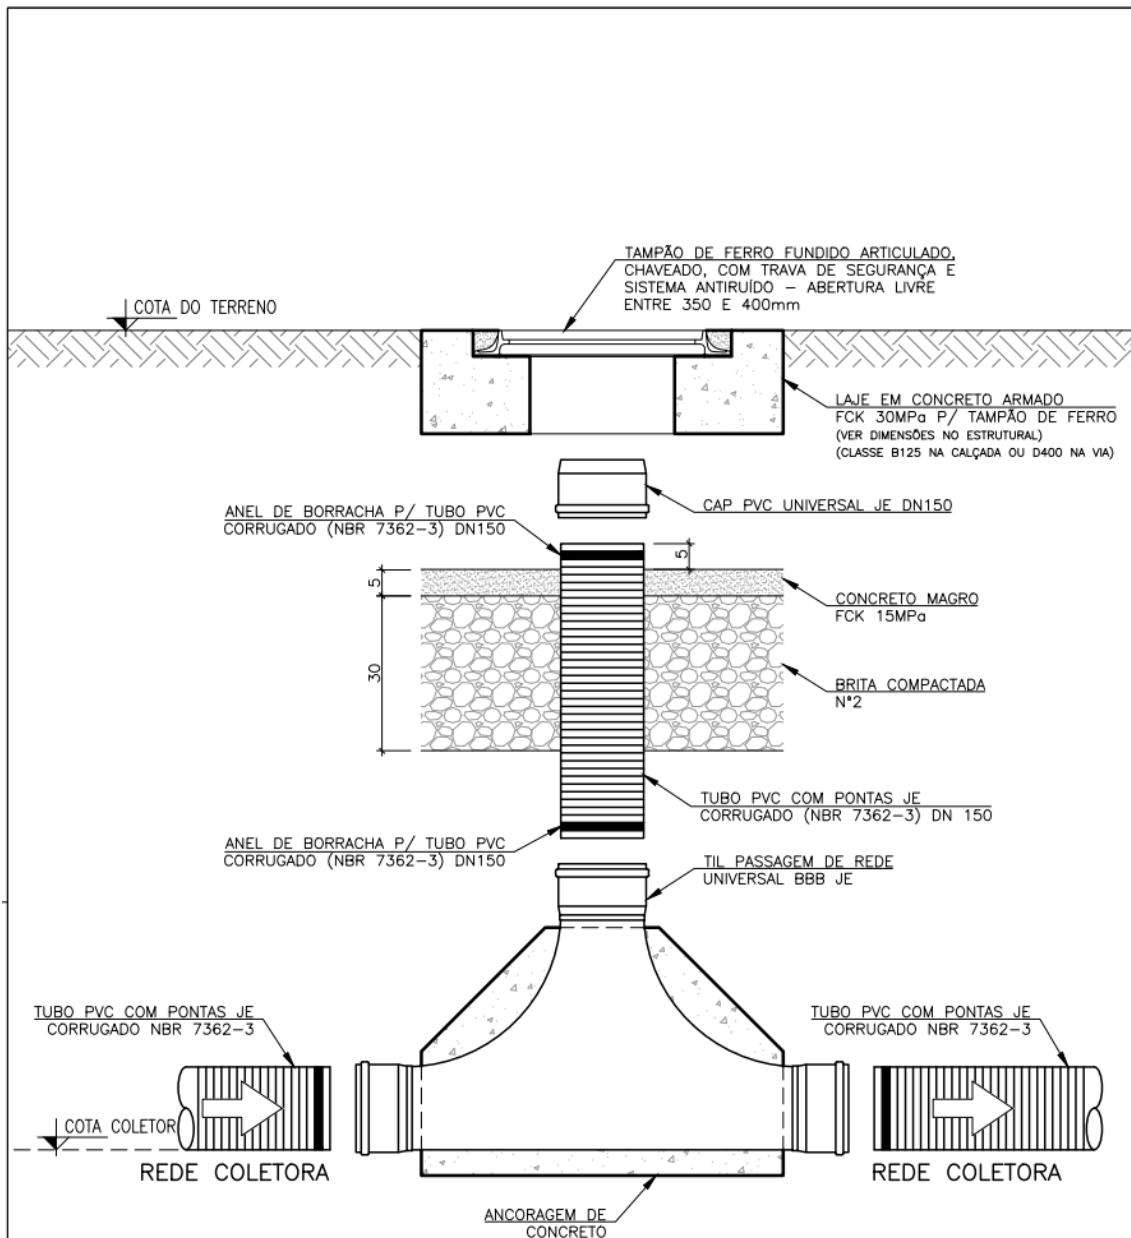 TAMPÃO DE FERRO FUNDIDO ARTICULADO,
CHAVEADO, COM TRAVA DE SEGURANÇA E
SISTEMA ANTIRUÍDO – ABERTURA LIVRE
ENTRE 350 E 400mm
COTA DO TERRENO
LAJE EM CONCRETO ARMADO
FCK 30MPa P/ TAMPÃO DE FERRO
(VER DIMENSÕES NO ESTRUTURAL)
(CLASSE B125 NA CALÇADA OU D400 NA VIA)
CAP PVC UNIVERSAL JE DN150
ANEL DE BORRACHA P/ TUBO PVC
CORRUGADO (NBR 7362–3) DN150
5
5
CONCRETO MAGRO
FCK 15MPa
30
BRITA COMPACTADA
N°2
TUBO PVC COM PONTAS JE
CORRUGADO (NBR 7362–3) DN 150
ANEL DE BORRACHA P/ TUBO PVC
CORRUGADO (NBR 7362–3) DN150
TIL PASSAGEM DE REDE
UNIVERSAL BBB JE
TUBO PVC COM PONTAS JE
CORRUGADO NBR 7362–3
TUBO PVC COM PONTAS JE
CORRUGADO NBR 7362–3
COTA COLETOR
REDE COLETORA
REDE COLETORA
ANCORAGEM DE
CONCRETO